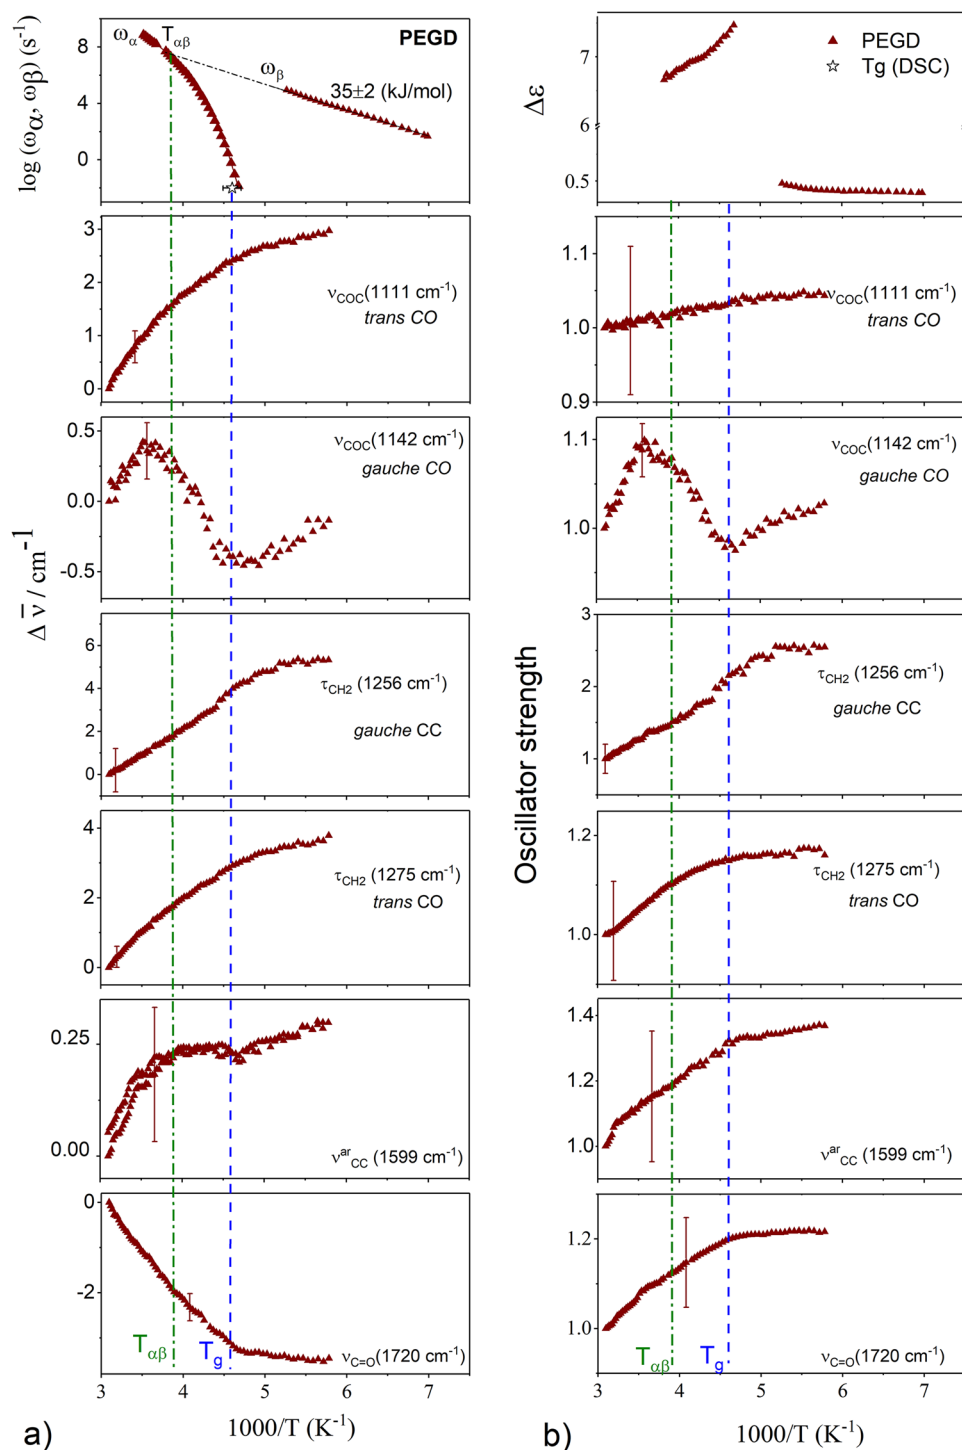 log (ωα, ωβ) (s⁻¹)
8
4
0
ωα
Tαβ
PEGD
ωβ
35±2 (kJ/mol)
3
2
1
0
νCOC(1111 cm⁻¹)
trans CO
0.5
0.0
-0.5
νCOC(1142 cm⁻¹)
gauche CO
Δ ν̄ / cm⁻¹
6
4
2
0
τCH2 (1256 cm⁻¹)
gauche CC
4
2
0
τCH2 (1275 cm⁻¹)
trans CO
0.25
0.00
νᵃʳCC (1599 cm⁻¹)
0
-2
Tαβ
Tg
νC=O(1720 cm⁻¹)
3 4 5 6 7
a)
1000/T (K⁻¹)
Δε
7
6
0.5
PEGD
Tg (DSC)
1.1
1.0
0.9
νCOC(1111 cm⁻¹)
trans CO
1.1
1.0
νCOC(1142 cm⁻¹)
gauche CO
Oscillator strength
3
2
1
τCH2 (1256 cm⁻¹)
gauche CC
1.2
1.0
τCH2 (1275 cm⁻¹)
trans CO
1.4
1.2
1.0
νᵃʳCC (1599 cm⁻¹)
1.2
1.0
Tαβ
Tg
νC=O(1720 cm⁻¹)
3 4 5 6 7
b)
1000/T (K⁻¹)